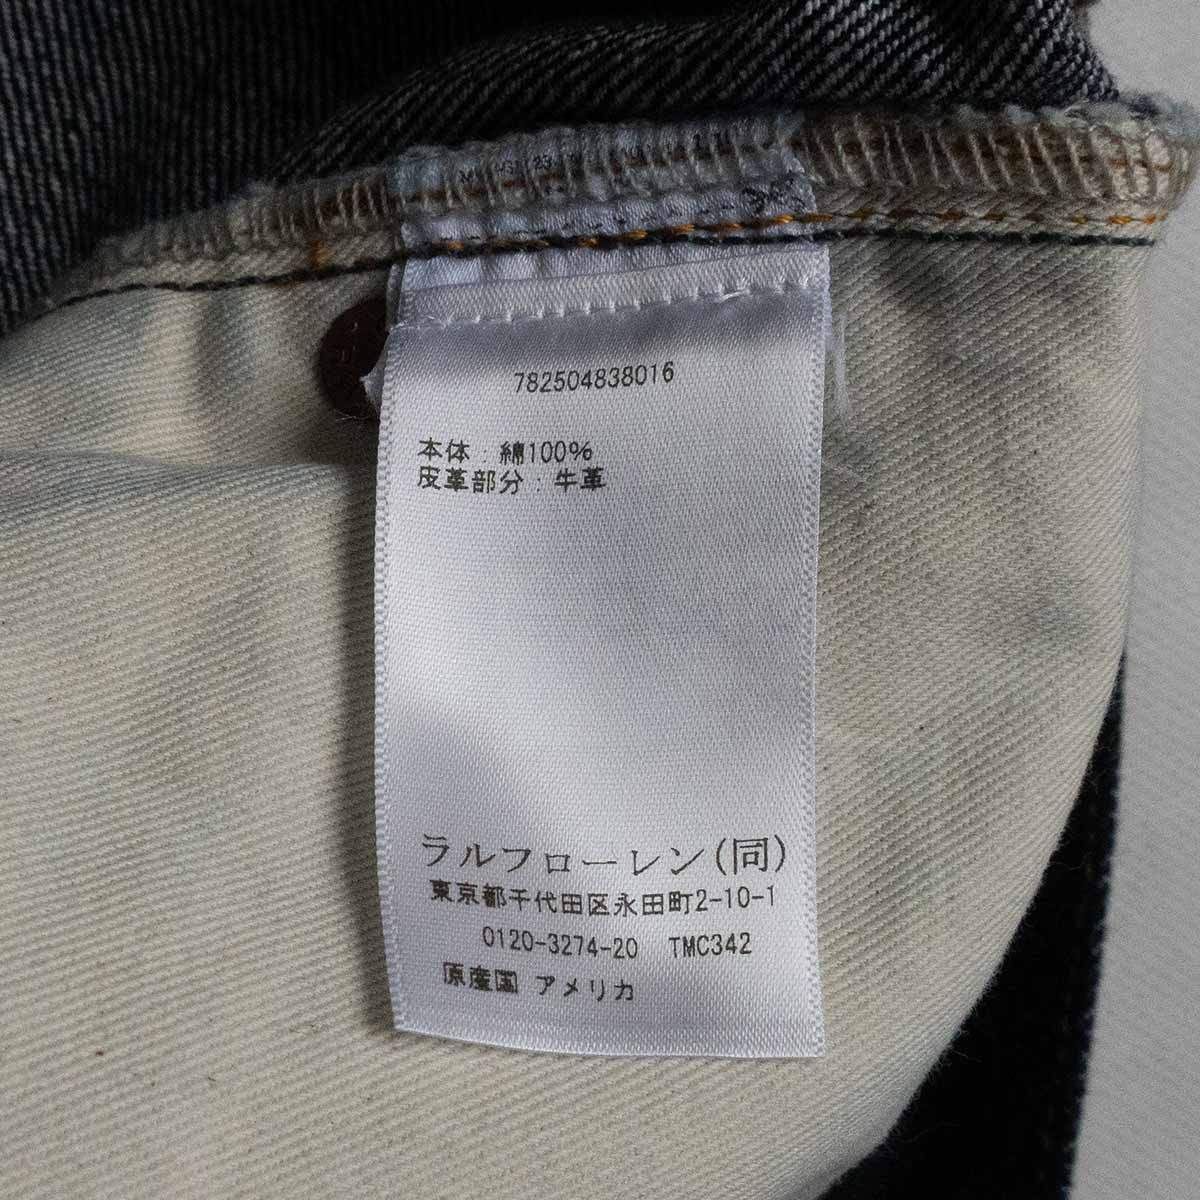 782504838016
本体：綿100%
皮革部分：牛革
ラルフローレン(同)
東京都千代田区永田町2-10-1
0120-3274-20 TMC342
原産国 アメリカ